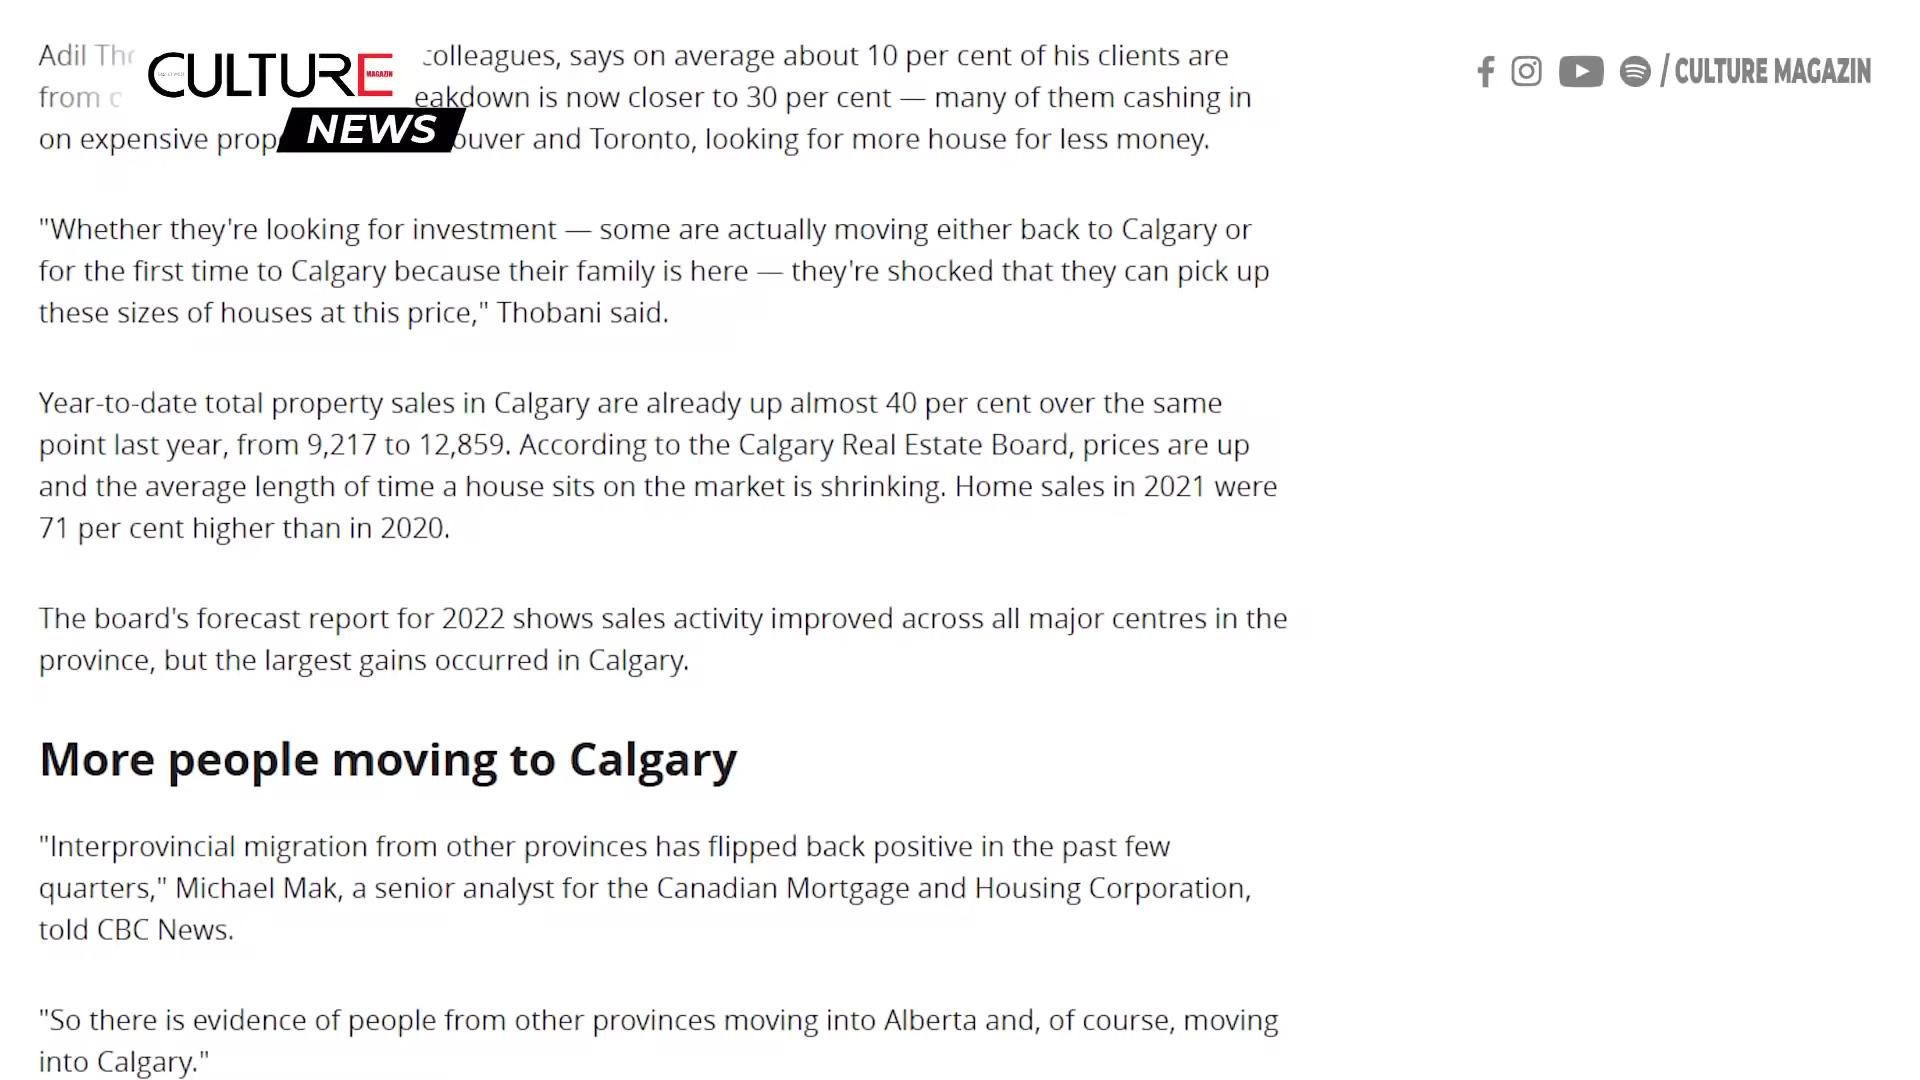 CULTURE
MAGAZIN
NEWS
/ CULTURE MAGAZIN
Adil colleagues, says on average about 10 per cent of his clients are
from is now closer to 30 per cent — many of them cashing in
on expensive and Toronto, looking for more house for less money.
"Whether they're looking for investment — some are actually moving either back to Calgary or
for the first time to Calgary because their family is here — they're shocked that they can pick up
these sizes of houses at this price," Thobani said.
Year-to-date total property sales in Calgary are already up almost 40 per cent over the same
point last year, from 9,217 to 12,859. According to the Calgary Real Estate Board, prices are up
and the average length of time a house sits on the market is shrinking. Home sales in 2021 were
71 per cent higher than in 2020.
The board's forecast report for 2022 shows sales activity improved across all major centres in the
province, but the largest gains occurred in Calgary.
More people moving to Calgary
"Interprovincial migration from other provinces has flipped back positive in the past few
quarters," Michael Mak, a senior analyst for the Canadian Mortgage and Housing Corporation,
told CBC News.
"So there is evidence of people from other provinces moving into Alberta and, of course, moving
into Calgary."